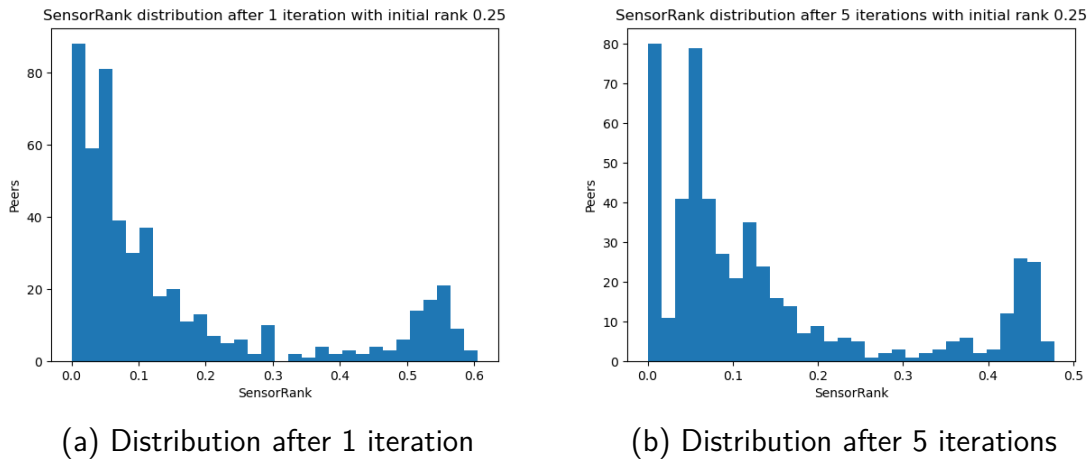 SensorRank distribution after 1 iteration with initial rank 0.25
80
60
40
20
0
Peers
0.0 0.1 0.2 0.3 0.4 0.5 0.6
SensorRank
(a) Distribution after 1 iteration
SensorRank distribution after 5 iterations with initial rank 0.25
80
70
60
50
40
30
20
10
0
Peers
0.0 0.1 0.2 0.3 0.4 0.5
SensorRank
(b) Distribution after 5 iterations